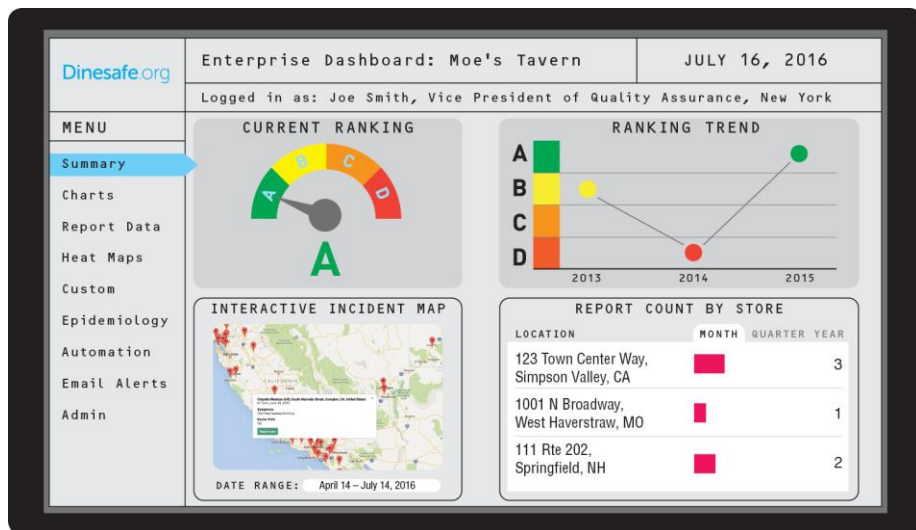 Dinesafe.org
Enterprise Dashboard: Moe's Tavern
JULY 16, 2016
Logged in as: Joe Smith, Vice President of Quality Assurance, New York
MENU
Summary
Charts
Report Data
Heat Maps
Custom
Epidemiology
Automation
Email Alerts
Admin
CURRENT RANKING
A
B
C
D
A
RANKING TREND
A
B
C
D
2013
2014
2015
INTERACTIVE INCIDENT MAP
CALIFORNIA
DATE RANGE:
April 14 – July 14, 2016
REPORT COUNT BY STORE
LOCATION
MONTH
QUARTER
YEAR
123 Town Center Way,
Simpson Valley, CA
3
1001 N Broadway,
West Haverstraw, MO
1
111 Rte 202,
Springfield, NH
2